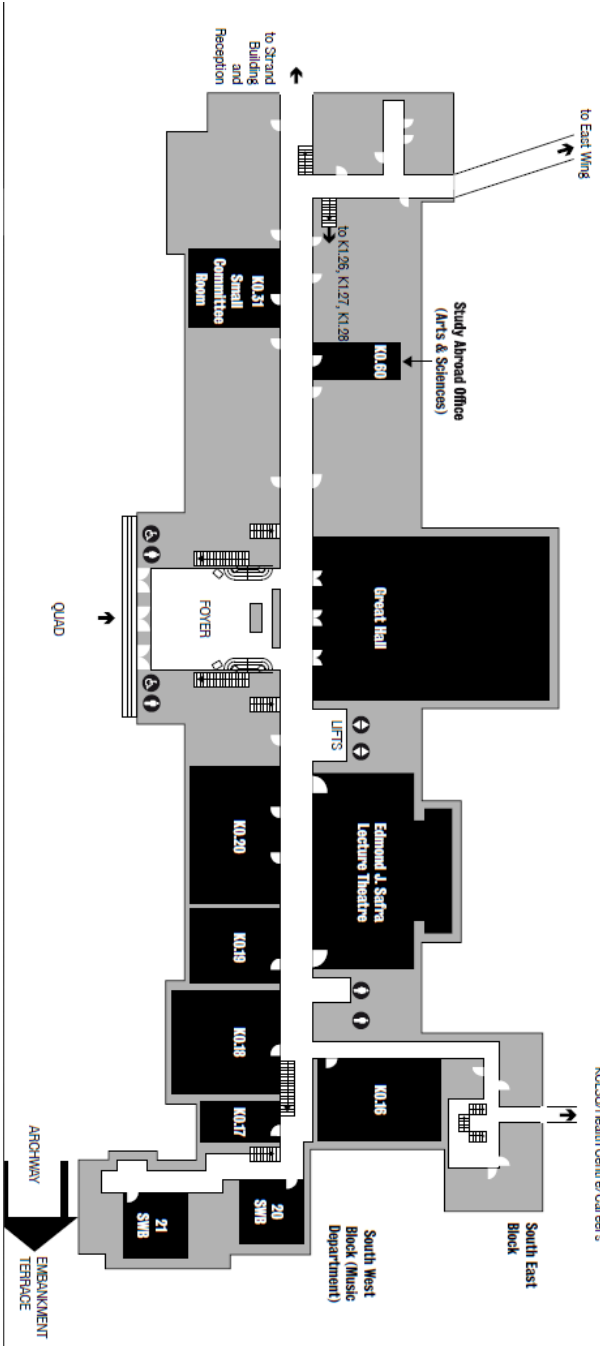 to Strand
Building
and
Reception
to East Wing
to K1.26, K1.27, K1.28
K0.31
Small
Committee
Room
Study Abroad Office
(Arts & Sciences)
K0.60
QUAD
FOYER
Great Hall
LIFTS
K0.20
Edmond J. Safra
Lecture Theatre
K0.19
K0.18
K0.17
K0.16
ARCHWAY
EMBANKMENT
TERRACE
21
SWB
20
SWB
South West
Block (Music
Department)
South East
Block